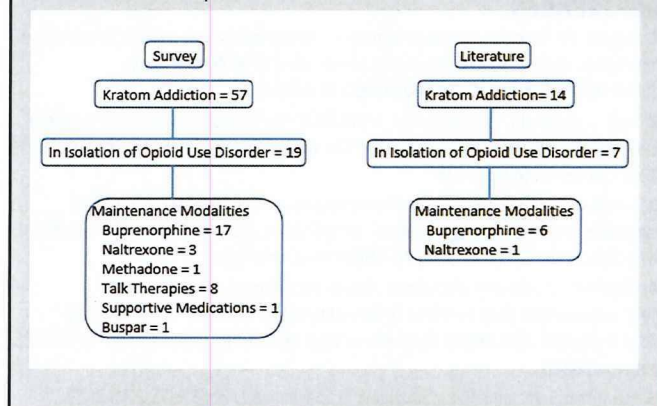 Survey
Kratom Addiction = 57
In Isolation of Opioid Use Disorder = 19
Maintenance Modalities
Buprenorphine = 17
Naltrexone = 3
Methadone = 1
Talk Therapies = 8
Supportive Medications = 1
Buspar = 1
Literature
Kratom Addiction= 14
In Isolation of Opioid Use Disorder = 7
Maintenance Modalities
Buprenorphine = 6
Naltrexone = 1